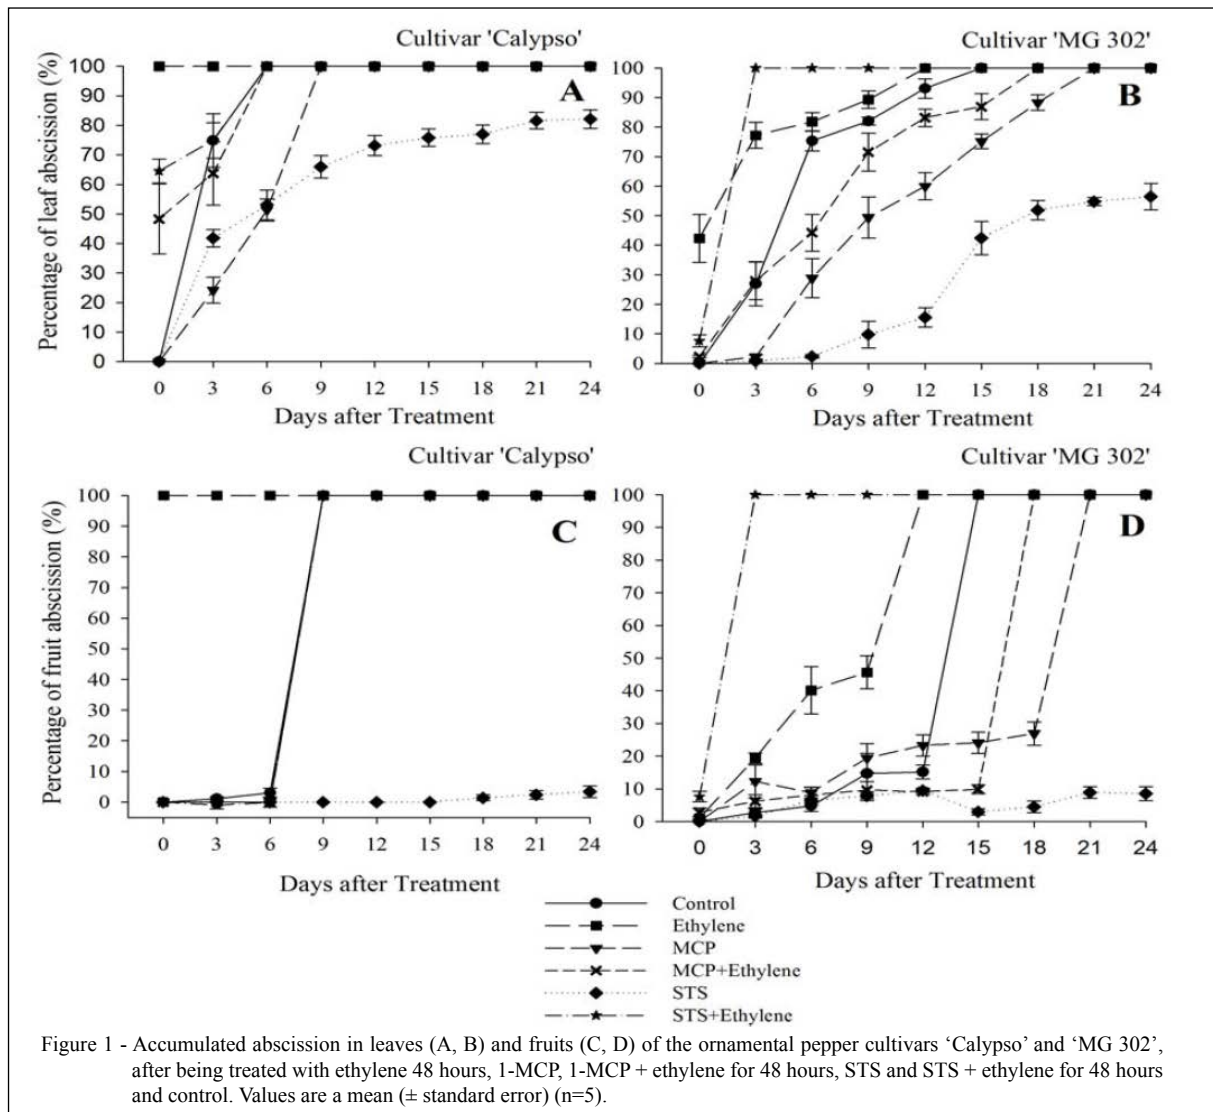 Cultivar 'Calypso'
A
Percentage of leaf abscission (%)
100
90
80
70
60
50
40
30
20
10
0
0 3 6 9 12 15 18 21 24
Days after Treatment
Cultivar 'MG 302'
B
100
90
80
70
60
50
40
30
20
10
0
0 3 6 9 12 15 18 21 24
Days after Treatment
Cultivar 'Calypso'
C
Percentage of fruit abscission (%)
100
90
80
70
60
50
40
30
20
10
0
0 3 6 9 12 15 18 21 24
Days after Treatment
Cultivar 'MG 302'
D
100
90
80
70
60
50
40
30
20
10
0
0 3 6 9 12 15 18 21 24
Days after Treatment
Control
Ethylene
MCP
MCP+Ethylene
STS
STS+Ethylene
Figure 1 - Accumulated abscission in leaves (A, B) and fruits (C, D) of the ornamental pepper cultivars ‘Calypso’ and ‘MG 302’,
after being treated with ethylene 48 hours, 1-MCP, 1-MCP + ethylene for 48 hours, STS and STS + ethylene for 48 hours
and control. Values are a mean (± standard error) (n=5).